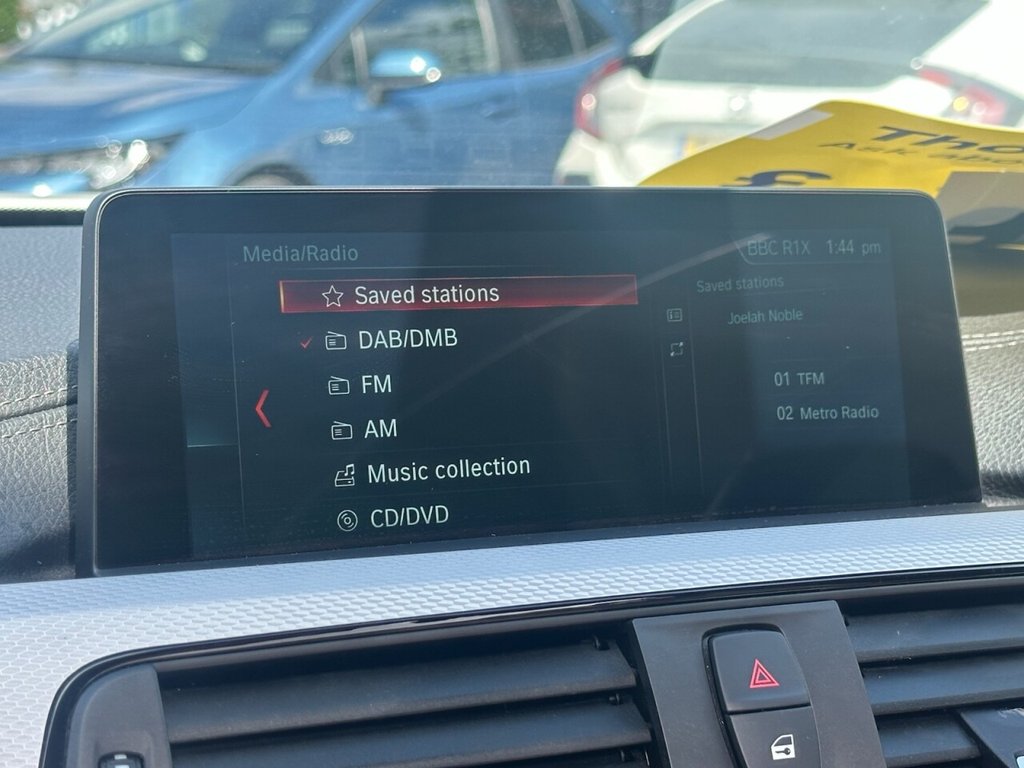 £
Media/Radio
BBC R1X 1:44 pm
Saved stations
DAB/DMB
FM
AM
Music collection
CD/DVD
Saved stations
Joelah Noble
01 TFM
02 Metro Radio